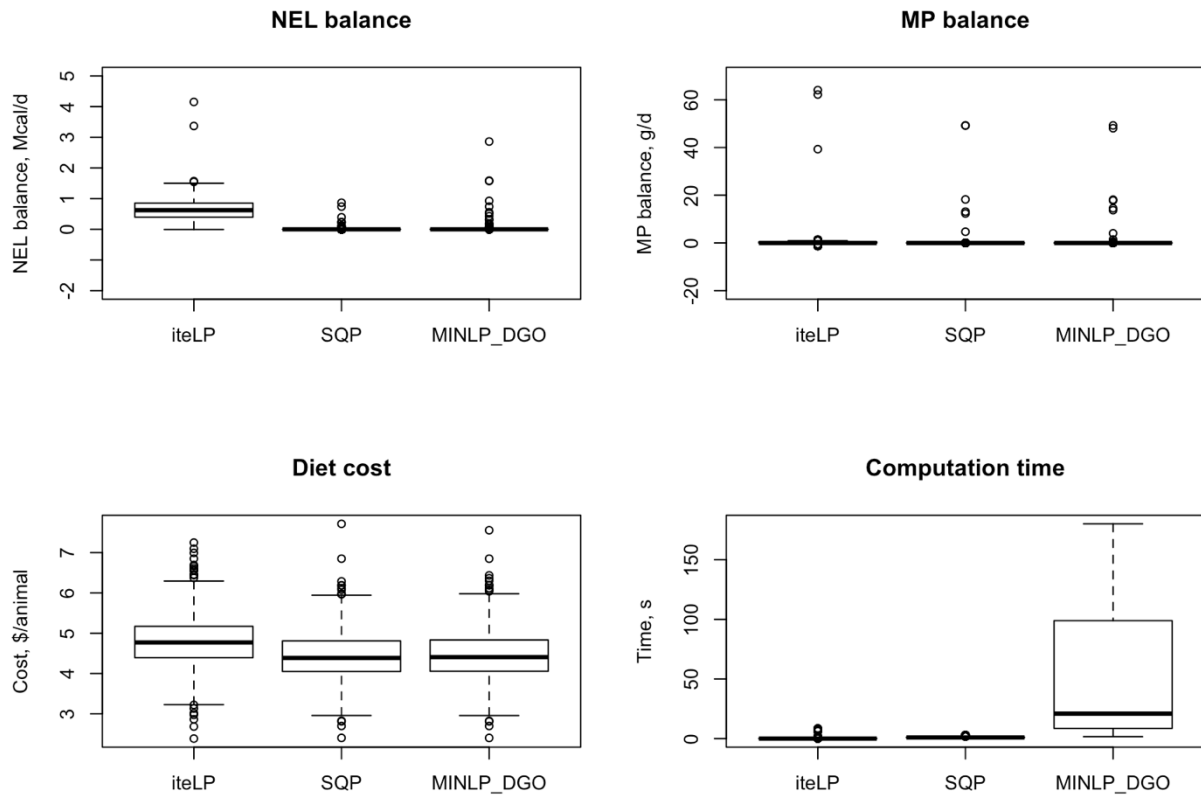 NEL balance
NEL balance, Mcal/d
5
4
3
2
1
0
-2
iteLP
SQP
MINLP_DGO
MP balance
MP balance, g/d
60
40
20
0
-20
iteLP
SQP
MINLP_DGO
Diet cost
Cost, $/animal
7
6
5
4
3
iteLP
SQP
MINLP_DGO
Computation time
Time, s
150
100
50
0
iteLP
SQP
MINLP_DGO